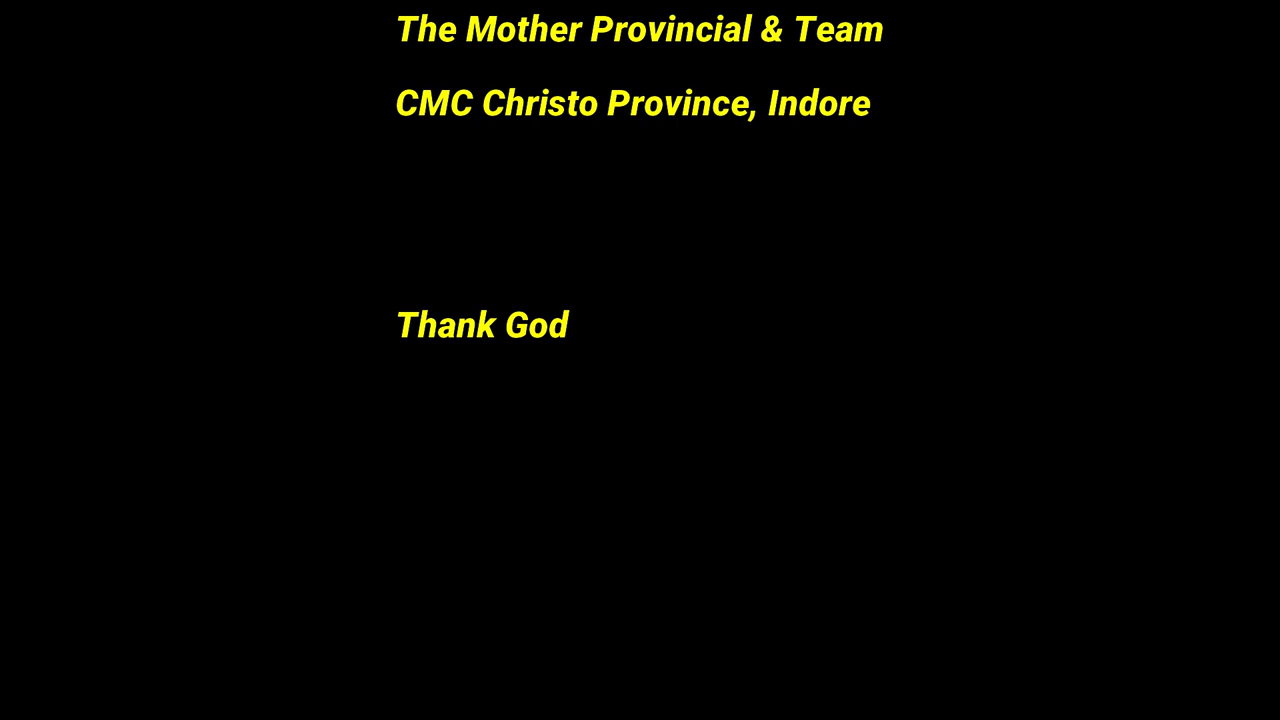 The Mother Provincial & Team
CMC Christo Province, Indore
Thank God